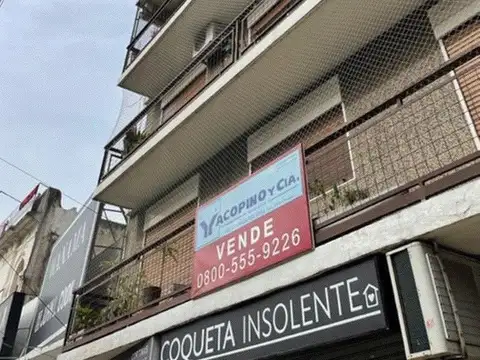 YACOPINO Y CIA.
VENDE
0800-555-9226
COQUETA INSOLENTE